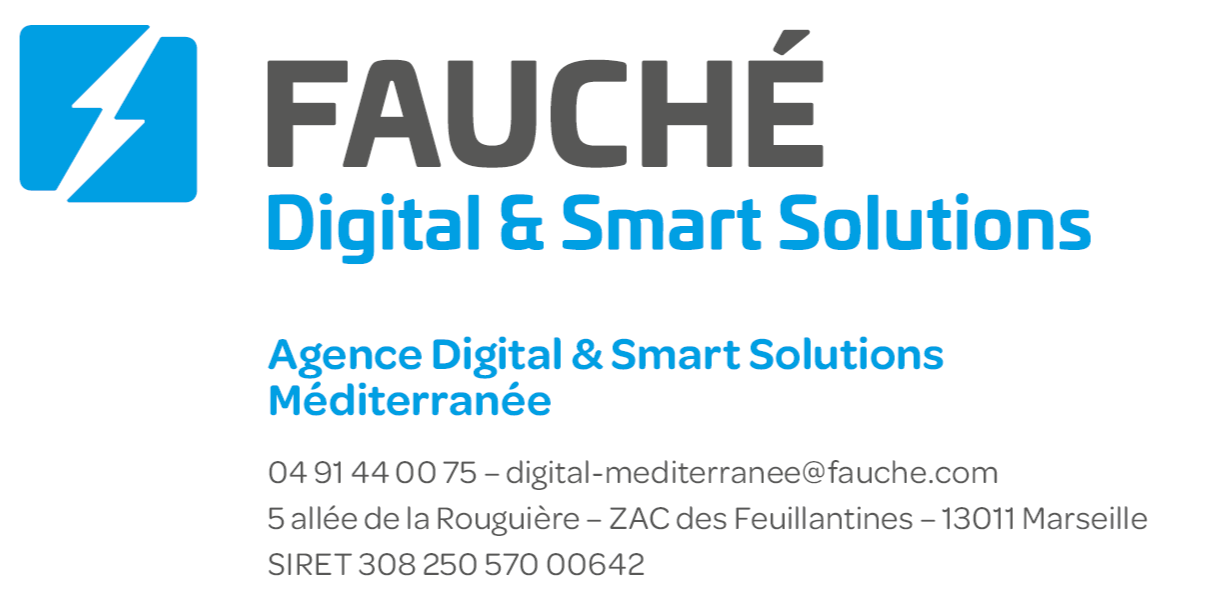 FAUCHÉ
Digital & Smart Solutions
Agence Digital & Smart Solutions
Méditerranée
04 91 44 00 75 – digital-mediterranee@fauche.com
5 allée de la Rouguière – ZAC des Feuillantines – 13011 Marseille
SIRET 308 250 570 00642